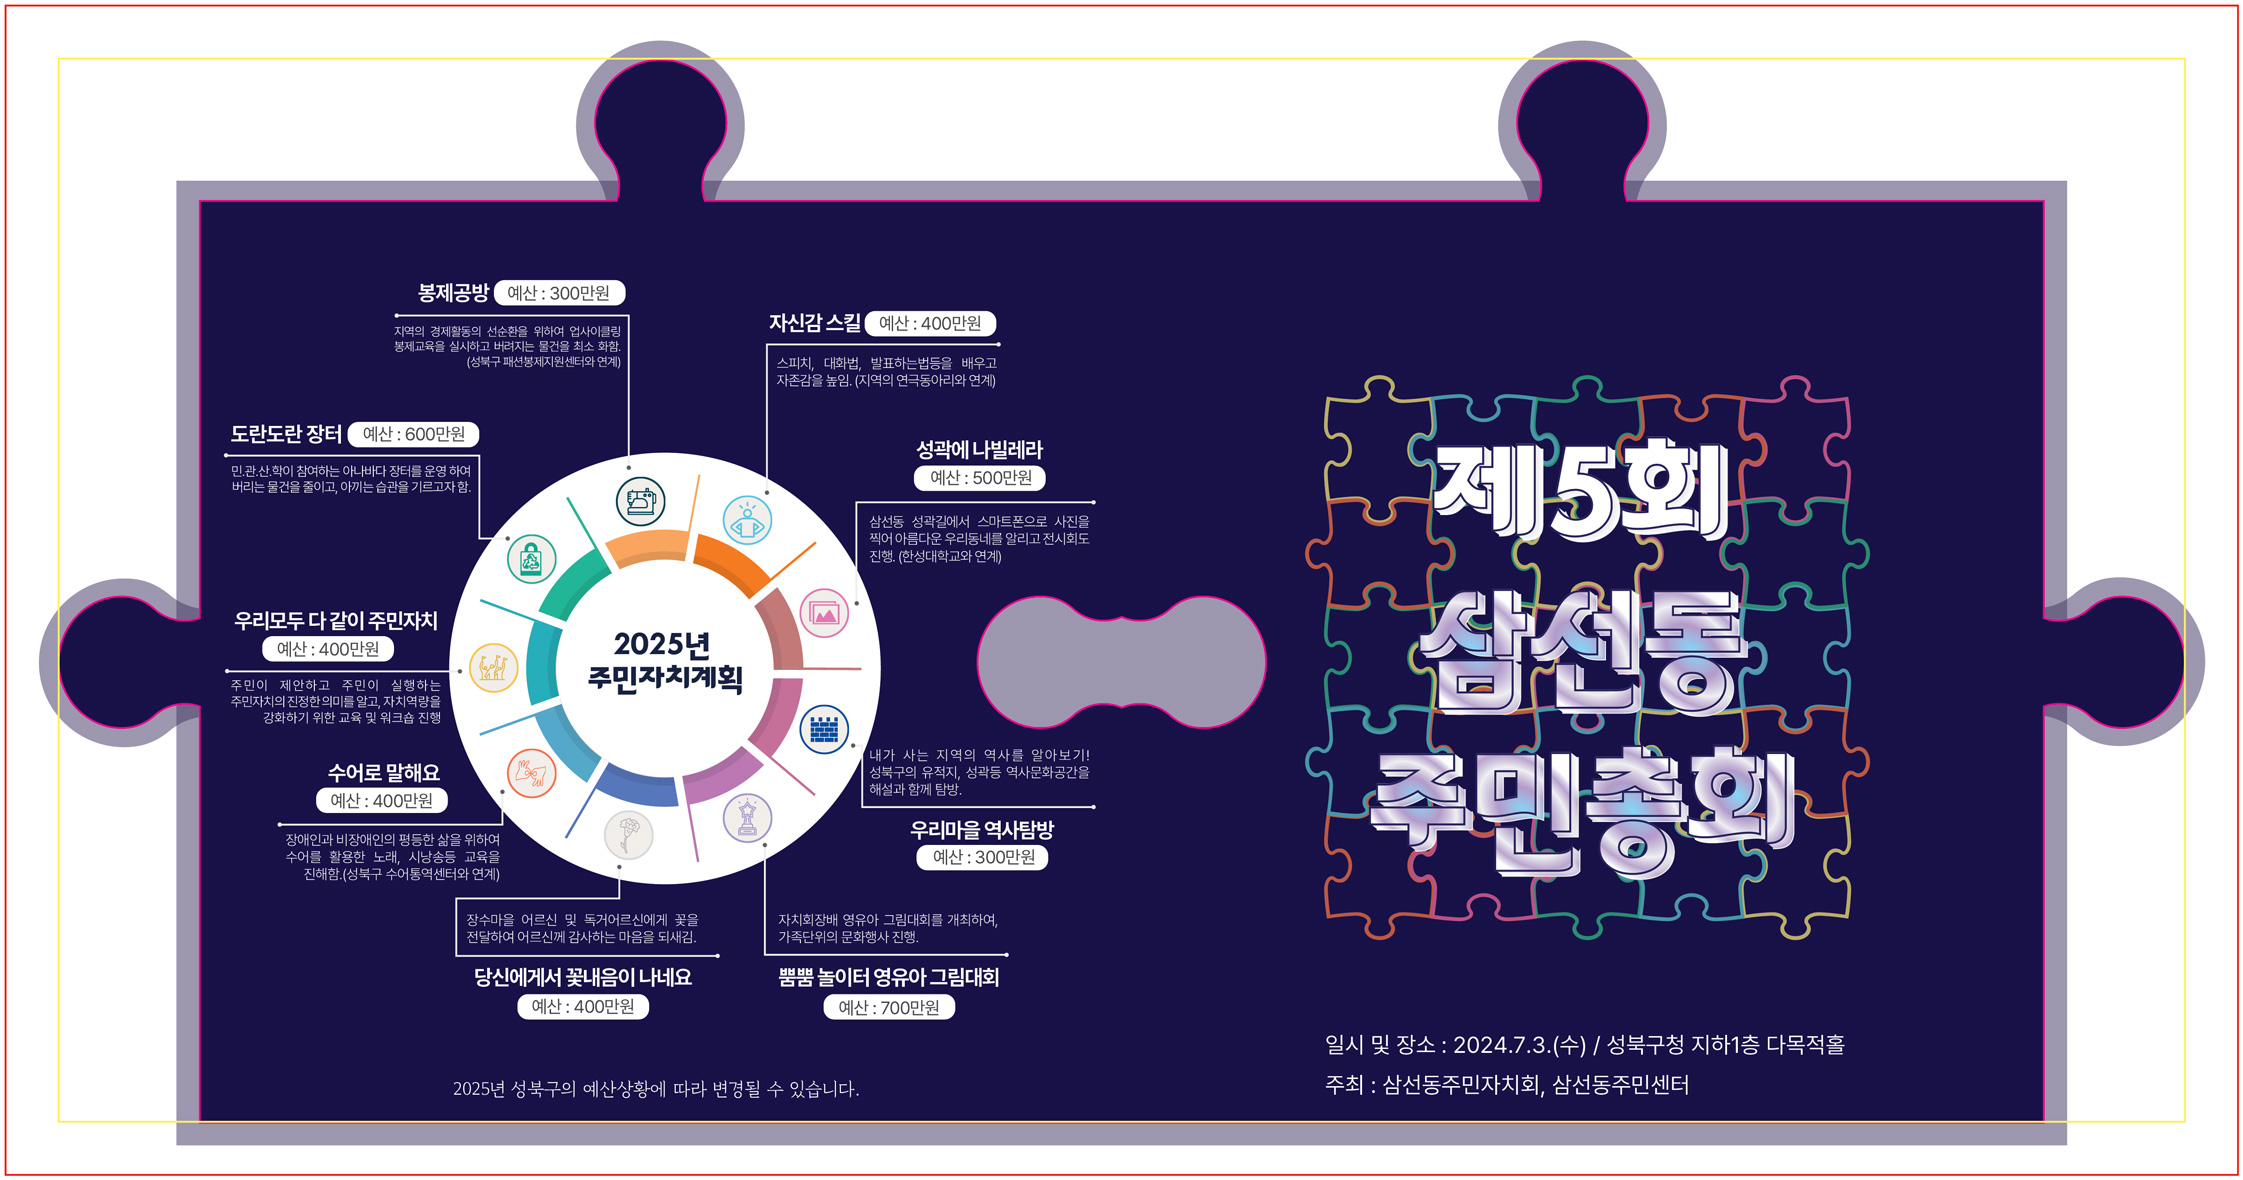 봉제공방 예산 : 300만원
지역의 경제활동의 선순환을 위하여 업사이클링
봉제교육을 실시하고 버려지는 물건을 최소 화함.
(성북구 패션봉제지원센터와 연계)
자신감 스킬 예산 : 400만원
스피치, 대화법, 발표하는법등을 배우고
자존감을 높임. (지역의 연극동아리와 연계)
도란도란 장터 예산 : 600만원
민.관.산.학이 참여하는 아나바다 장터를 운영 하여
버리는 물건을 줄이고, 아끼는 습관을 기르고자 함.
성곽에 나빌레라
예산 : 500만원
삼선동 성곽길에서 스마트폰으로 사진을
찍어 아름다운 우리동네를 알리고 전시회도
진행. (한성대학교와 연계)
우리모두 다 같이 주민자치
예산 : 400만원
주민이 제안하고 주민이 실행하는
주민자치의 진정한 의미를 알고, 자치역량을
강화하기 위한 교육 및 워크숍 진행
2025년
주민자치계획
내가 사는 지역의 역사를 알아보기!
성북구의 유적지, 성곽등 역사문화공간을
해설과 함께 탐방.
우리마을 역사탐방
예산 : 300만원
수어로 말해요
예산 : 400만원
장애인과 비장애인의 평등한 삶을 위하여
수어를 활용한 노래, 시낭송등 교육을
진해함.(성북구 수어통역센터와 연계)
장수마을 어르신 및 독거어르신에게 꽃을
전달하여 어르신께 감사하는 마음을 되새김.
당신에게서 꽃내음이 나네요
예산 : 400만원
자치회장배 영유아 그림대회를 개최하여,
가족단위의 문화행사 진행.
뿜뿜 놀이터 영유아 그림대회
예산 : 700만원
2025년 성북구의 예산상황에 따라 변경될 수 있습니다.
제5회
삼선동
주민총회
일시 및 장소 : 2024.7.3.(수) / 성북구청 지하1층 다목적홀
주최 : 삼선동주민자치회, 삼선동주민센터